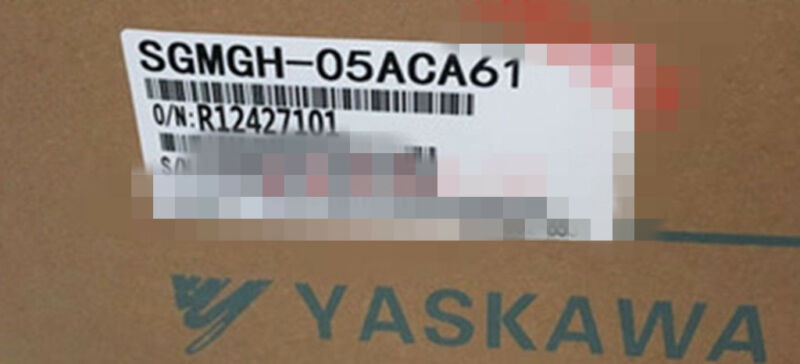 SGMGH-05ACA61
O/N:R12427101
S/N
YASKAWA